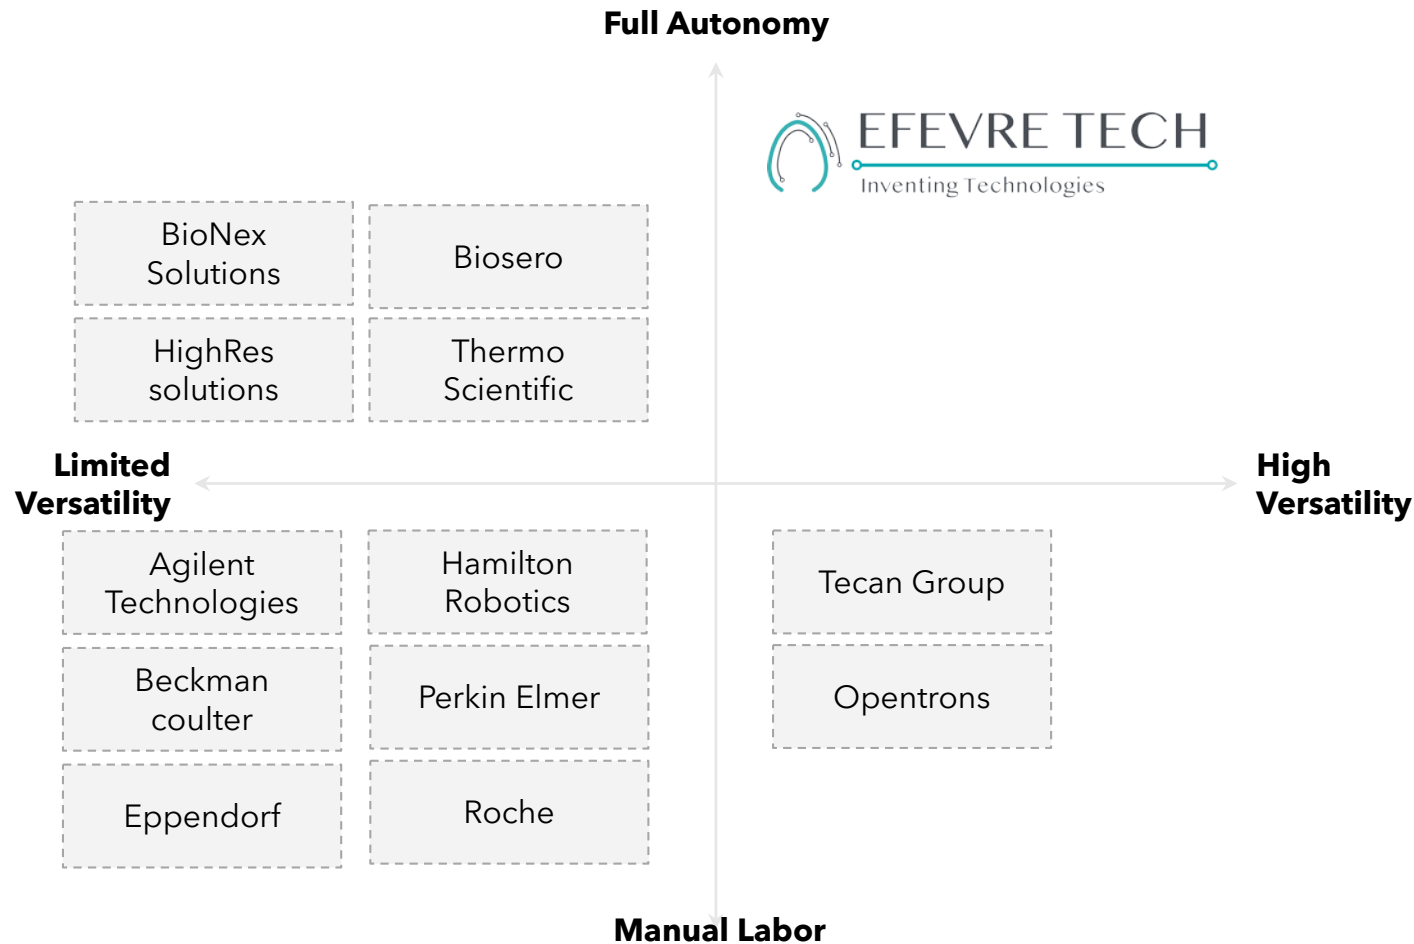 Full Autonomy
EFEVRE TECH
Inventing Technologies
BioNex
Solutions
Biosero
HighRes
solutions
Thermo
Scientific
Limited
Versatility
High
Versatility
Agilent
Technologies
Hamilton
Robotics
Tecan Group
Beckman
coulter
Perkin Elmer
Opentrons
Eppendorf
Roche
Manual Labor